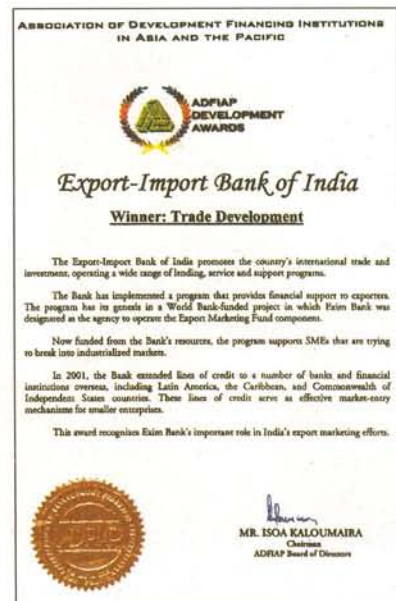 ASSOCIATION OF DEVELOPMENT FINANCING INSTITUTIONS
IN ASIA AND THE PACIFIC
ADFIAP
DEVELOPMENT
AWARDS
Export-Import Bank of India
Winner: Trade Development
The Export-Import Bank of India promotes the country's international trade and
investment, operating a wide range of lending, service and support programs.
The Bank has implemented a program that provides financial support to exporters.
The program has its genesis in a World Bank-funded project in which Exim Bank was
designated as the agency to operate the Export Marketing Fund component.
Now funded from the Bank's resources, the program supports SMEs that are trying
to break into industrialized markets.
In 2001, the Bank extended lines of credit to a number of banks and financial
institutions overseas, including Latin America, the Caribbean, and Commonwealth of
Independent States countries. These lines of credit serve as effective market-entry
mechanisms for smaller enterprises.
This award recognises Exim Bank's important role in India's export marketing efforts.
MR. ISOA KALOUMAIRA
Chairman
ADFIAP Board of Directors